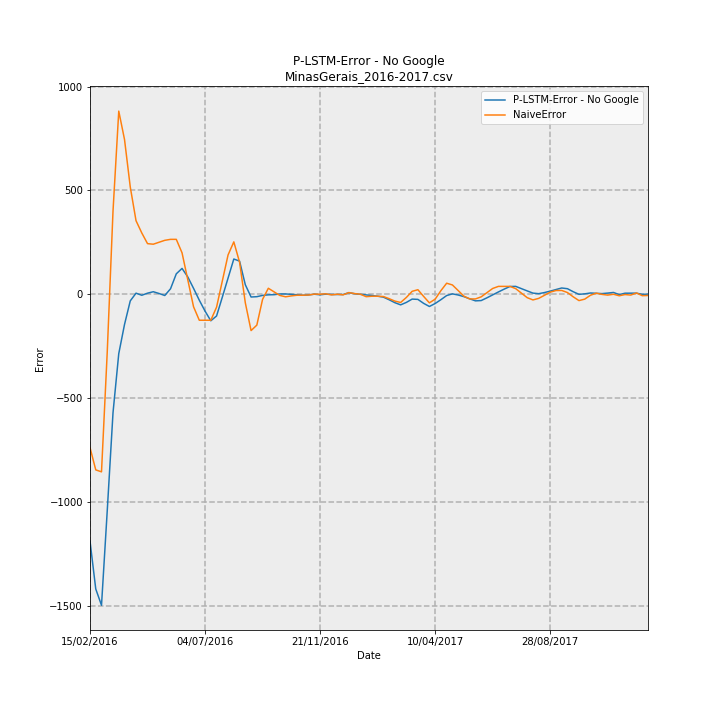 P-LSTM-Error - No Google
MinasGerais_2016-2017.csv
P-LSTM-Error - No Google
NaiveError
1000
500
0
−500
−1000
−1500
Error
15/02/2016
04/07/2016
21/11/2016
10/04/2017
28/08/2017
Date